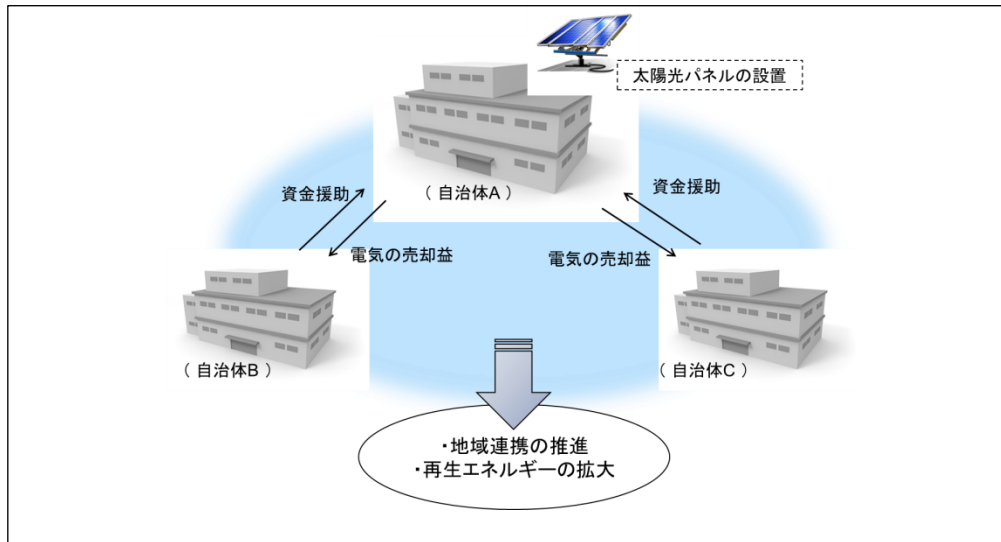 太陽光パネルの設置
（ 自治体A ）
資金援助
資金援助
電気の売却益
電気の売却益
（ 自治体B ）
（ 自治体C ）
・地域連携の推進
・再生エネルギーの拡大